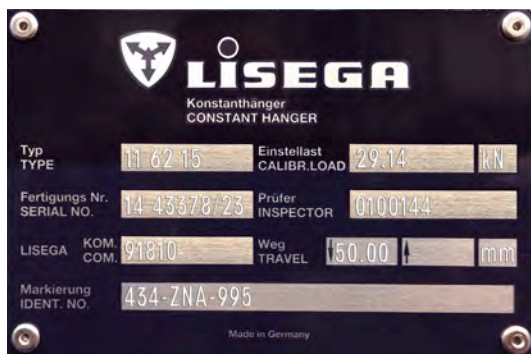 LISEGA
Konstanthänger
CONSTANT HANGER
Typ
TYPE
11 62 15
Einstellast
CALIBR.LOAD
29.14
kN
Fertigungs Nr.
SERIAL NO.
14 43378/23
Prüfer
INSPECTOR
0100144
LISEGA
KOM.
COM.
91810-
Weg
TRAVEL
↓50.00
↑
mm
Markierung
IDENT. NO.
434-ZNA-995
Made in Germany